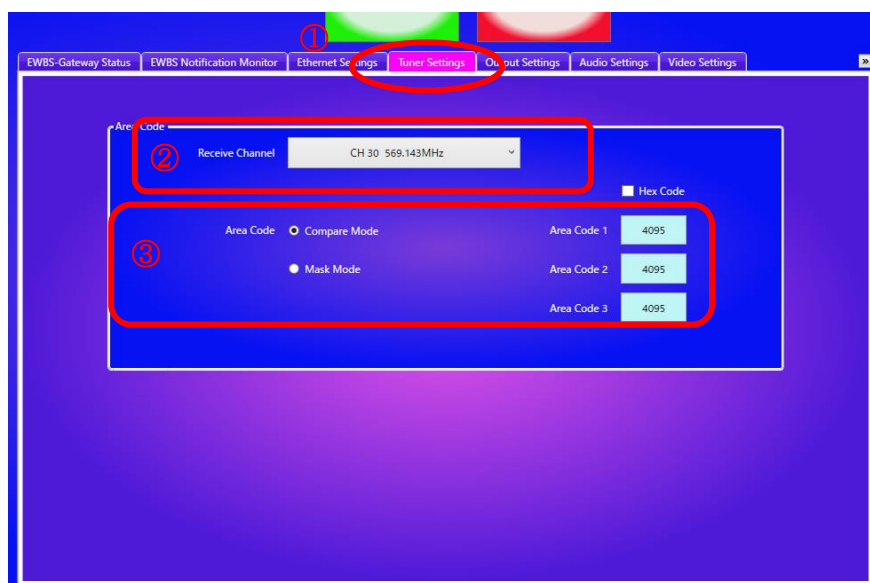 ①
EWBS-Gateway Status EWBS Notification Monitor Ethernet Settings Tuner Settings Output Settings Audio Settings Video Settings »
Area Code
② Receive Channel CH 30 569.143MHz
Hex Code
③ Area Code Compare Mode Area Code 1 4095
Mask Mode Area Code 2 4095
Area Code 3 4095